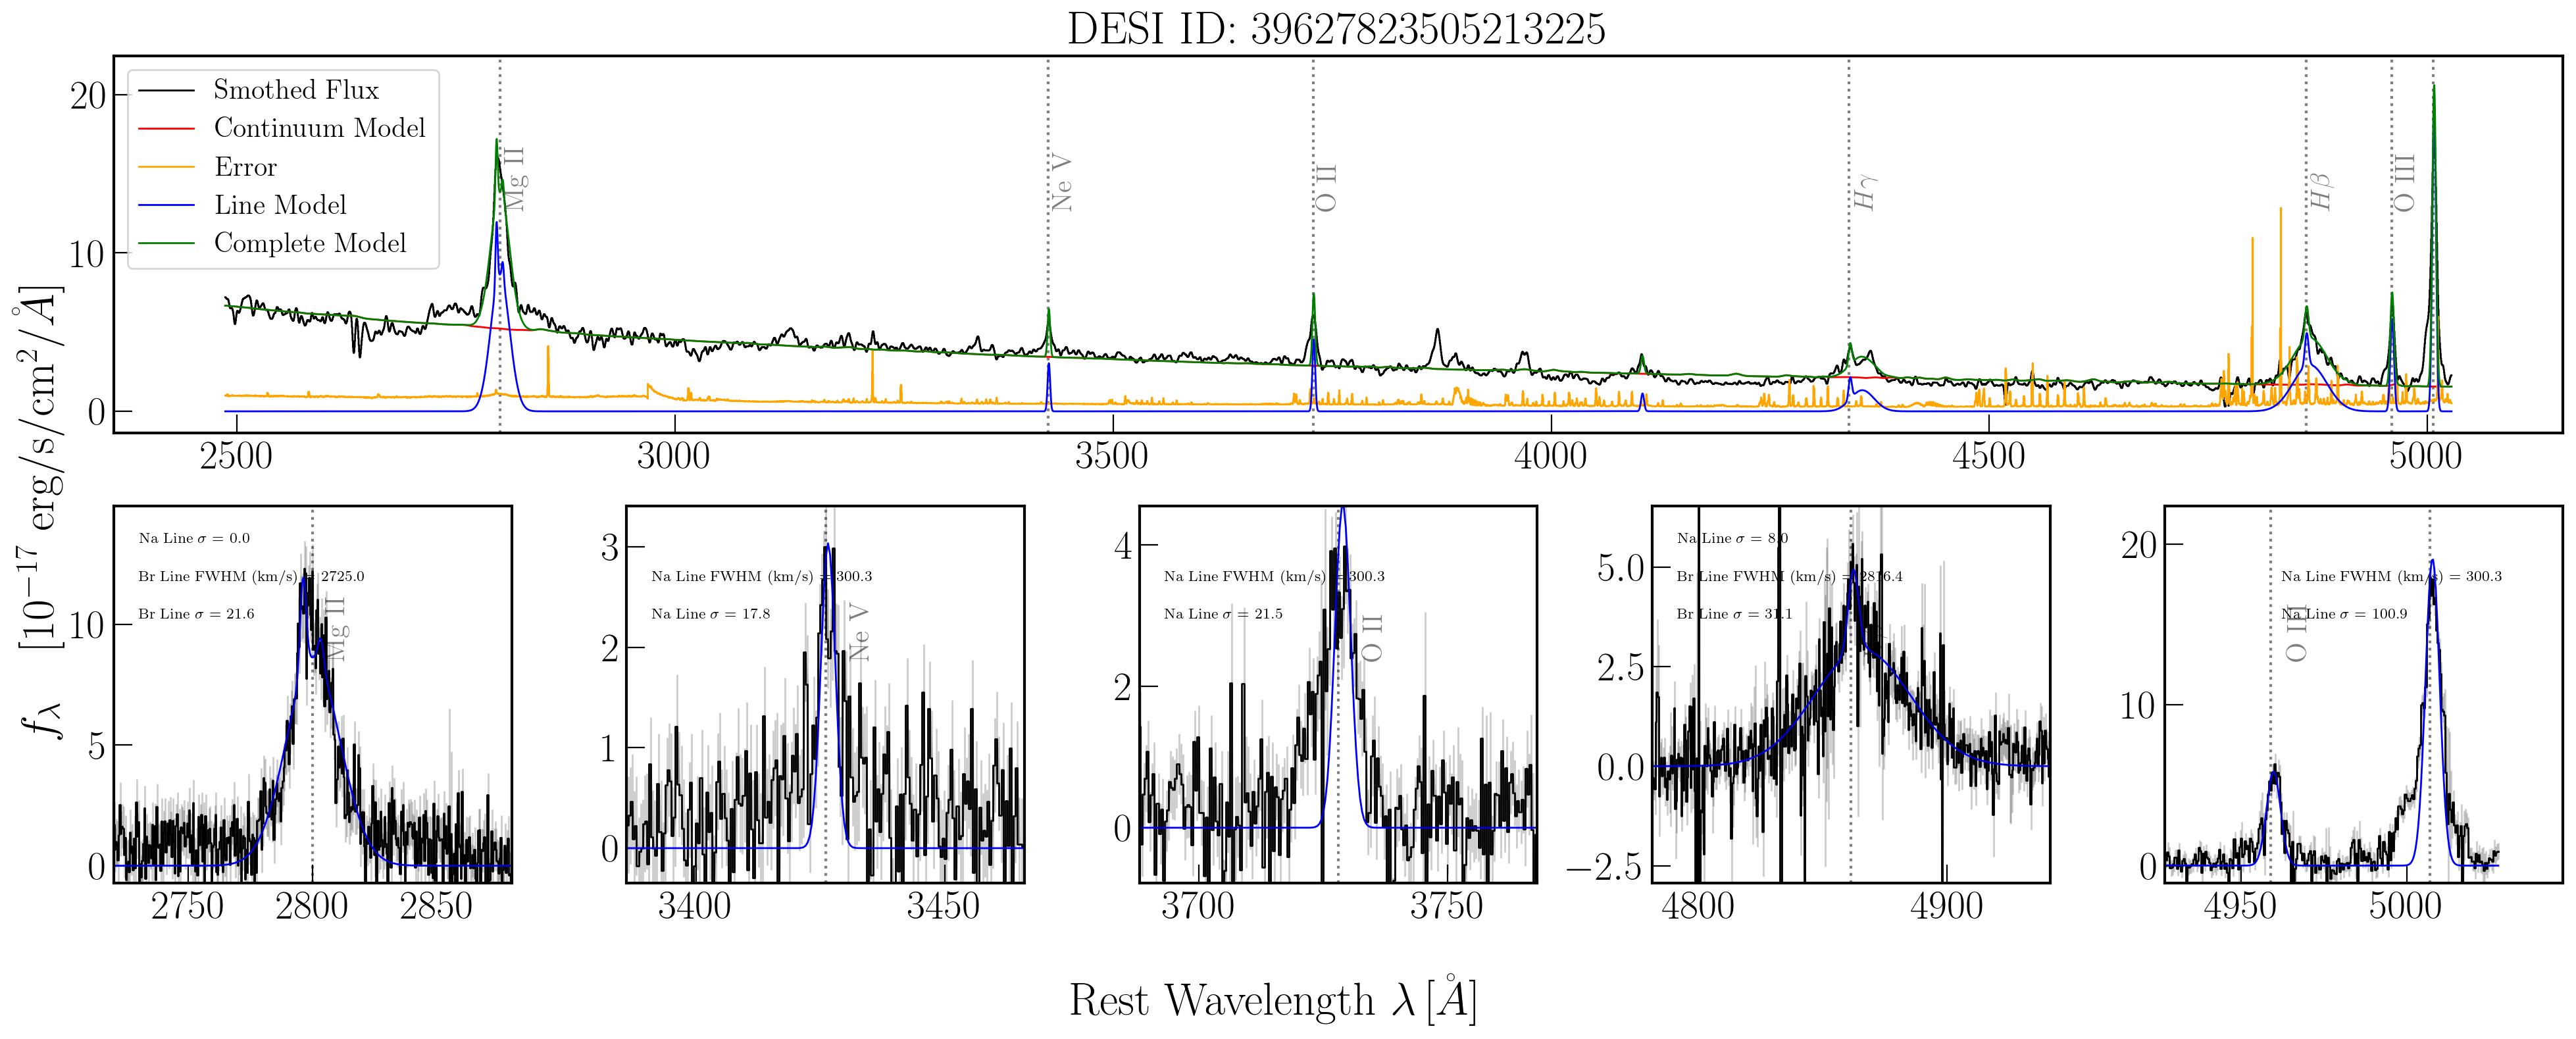 DESI ID: 39627823505213225
20
10
0
Smothed Flux
Continuum Model
Error
Line Model
Complete Model
Mg II
Ne V
O II
Hγ
Hβ
O III
2500
3000
3500
4000
4500
5000
fλ [10−17 erg/s/cm2/Å]
10
5
0
Na Line σ = 0.0
Br Line FWHM (km/s) = 2725.0
Br Line σ = 21.6
Mg II
2750
2800
2850
3
2
1
0
Na Line FWHM (km/s) = 300.3
Na Line σ = 17.8
Ne V
3400
3450
4
2
0
Na Line FWHM (km/s) = 300.3
Na Line σ = 21.5
O II
3700
3750
5.0
2.5
0.0
−2.5
Na Line σ = 8.0
Br Line FWHM (km/s) = 2816.4
Br Line σ = 31.1
4800
4900
20
10
0
Na Line FWHM (km/s) = 300.3
Na Line σ = 100.9
O III
4950
5000
Rest Wavelength λ [Å]